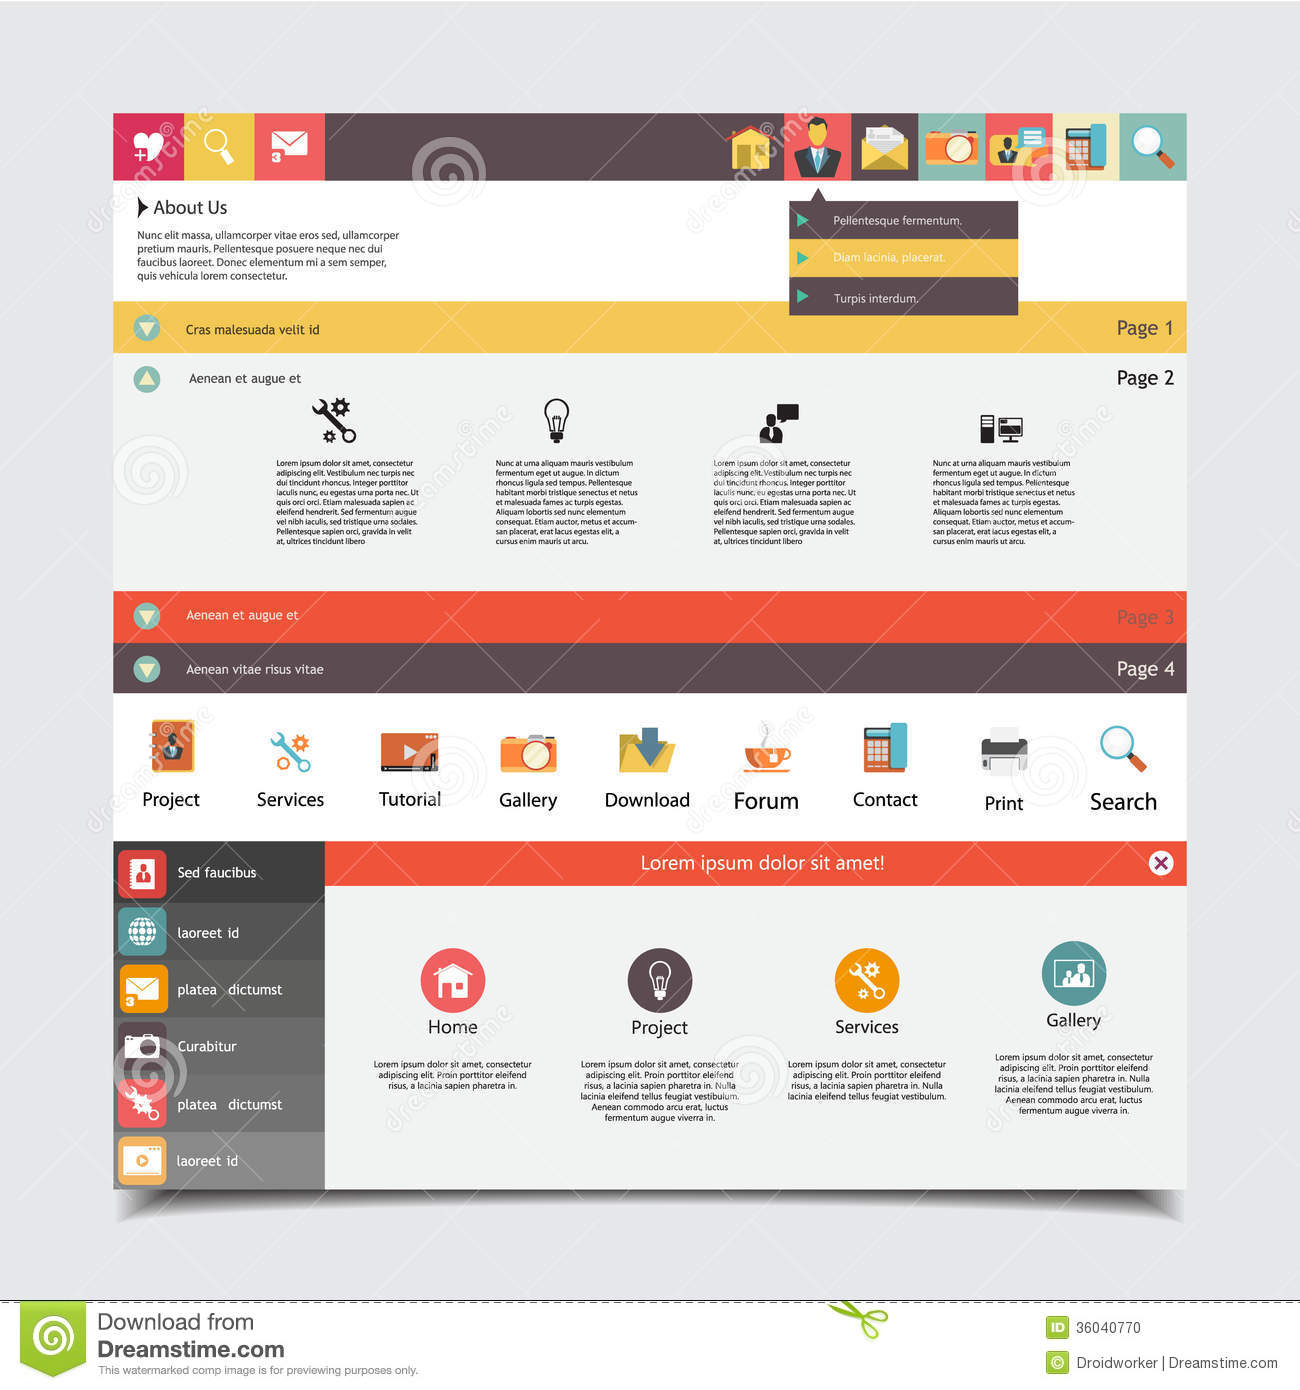 3
About Us
Nunc elit massa, ullamcorper vitae eros sed, ullamcorper
pretium mauris. Pellentesque posuere neque nec dui
faucibus laoreet. Donec elementum mi a sem semper,
quis vehicula lorem consectetur.
Pellentesque fermentum.
Diam lacinia, placerat.
Turpis interdum.
Cras malesuada velit id
Page 1
Aenean et augue et
Page 2
Lorem ipsum dolor sit amet, consectetur
adipiscing elit. Vestibulum nec turpis nec
dui tincidunt rhoncus. Proin porttitor
iaculis nunc, eu egestas urna porta nec. Ut
quis orci orci. Etiam malesuada sapien ac
eleifend hendrerit. Sed fermentum augue
vel nibh iaculis, sed tristique urna sodales.
Pellentesque sapien orci, gravida in velit
at, ultrices tincidunt libero
Nunc at urna aliquam mauris vestibulum
fermentum eget ut augue. In dictum
ligula sed tempus. Pellentesque
habitant morbi tristique senectus et netus
et malesuada fames ac turpis egestas.
Aliquam lobortis sed nunc elementum
consequat. Etiam auctor, metus et accum-
san placerat, erat lacus egestas elit, a
cursus enim mauris ut arcu.
Lorem ipsum dolor sit amet, consectetur
adipiscing elit. Vestibulum nec turpis nec
dui tincidunt rhoncus. Proin porttitor
iaculis nunc, eu egestas urna porta nec. Ut
quis orci orci. Etiam malesuada sapien ac
eleifend hendrerit. Sed fermentum augue
vel nibh iaculis, sed tristique urna sodales.
Pellentesque sapien orci, gravida in velit
at, ultrices tincidunt libero
Nunc at urna aliquam mauris vestibulum
fermentum eget ut augue. In dictum
ligula sed tempus. Pellentesque
habitant morbi tristique senectus et netus
et malesuada fames ac turpis egestas.
Aliquam lobortis sed nunc elementum
consequat. Etiam auctor, metus et accum-
san placerat, erat lacus egestas elit, a
cursus enim mauris ut arcu.
Aenean et augue et
Page 3
Aenean vitae risus vitae
Page 4
Project
Services
Tutorial
Gallery
Download
Forum
Contact
Print
Search
Sed faucibus
laoreet id
3
platea dictumst
Curabitur
platea dictumst
laoreet id
Lorem ipsum dolor sit amet!
Home
Lorem ipsum dolor sit amet, consectetur
adipiscing elit. Proin porttitor eleifend
risus, a lacinia sapien pharetra in.
Project
Lorem ipsum dolor sit amet, consectetur
adipiscing elit. Proin porttitor eleifend
risus, a lacinia sapien pharetra in. Nulla
lacinia eleifend feugiat vestibulum.
Aenean commodo arcu erat, luctus
fermentum augue viverra in.
Services
Lorem ipsum dolor sit amet, consectetur
adipiscing elit. Proin porttitor eleifend
risus, a lacinia sapien pharetra in. Nulla
lacinia eleifend feugiat vestibulum.
Gallery
Lorem ipsum dolor sit amet, consectetur
adipiscing elit. Proin porttitor eleifend
risus, a lacinia sapien pharetra in. Nulla
lacinia eleifend feugiat vestibulum.
Aenean commodo arcu erat, luctus
fermentum augue viverra in.
dreamstime
Download from
Dreamstime.com
This watermarked comp image is for previewing purposes only.
ID 36040770
© Droidworker | Dreamstime.com